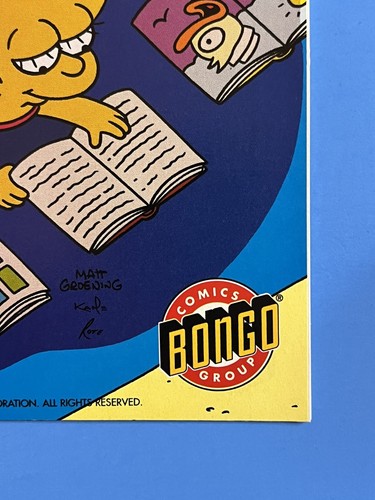 MATT
GROENING
COMICS
BONGO®
GROUP
ORATION. ALL RIGHTS RESERVED.